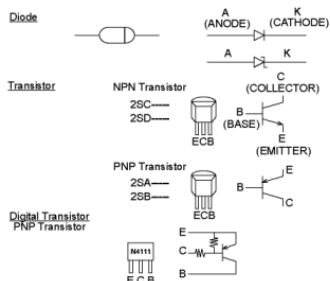 Diode
A K
(ANODE) (CATHODE)
A K
Transistor
NPN Transistor
2SC-----
2SD-----
ECB
C
(COLLECTOR)
B
(BASE)
E
(EMITTER)
PNP Transistor
2SA-----
2SB-----
ECB
E
B
C
Digital Transistor
PNP Transistor
N4111
E C B
E
C
B